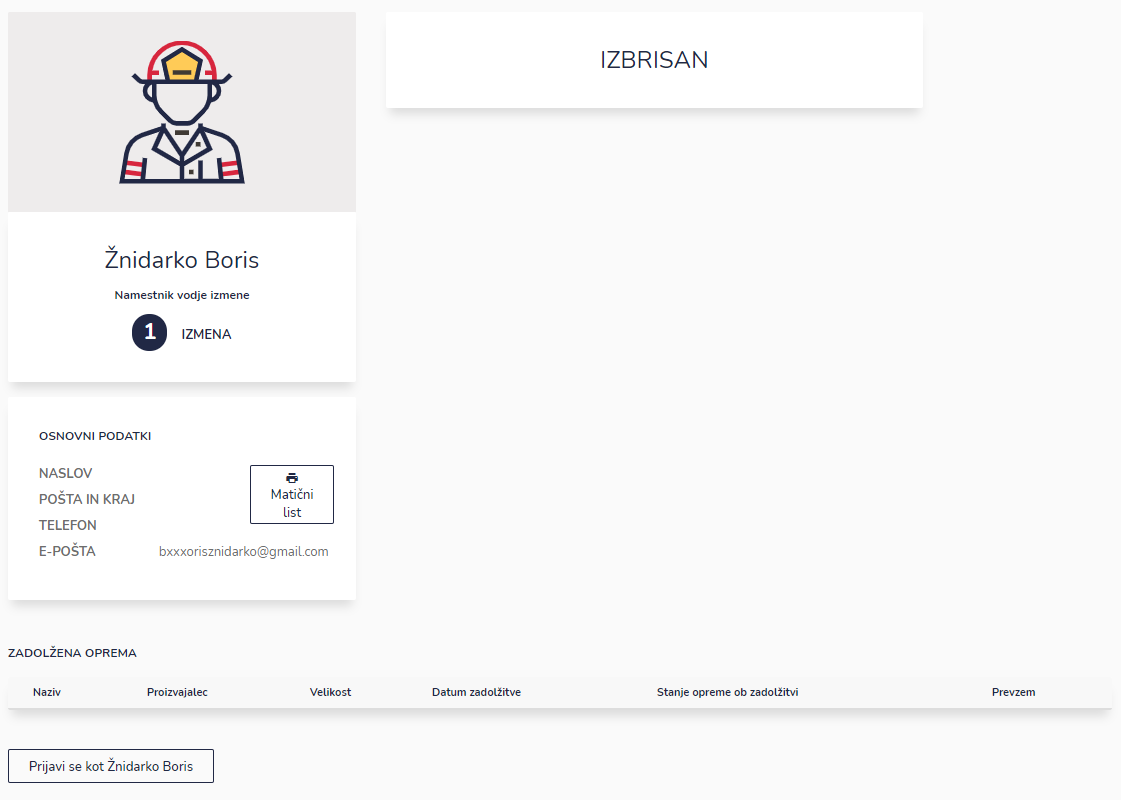 IZBRISAN
Žnidarko Boris
Namestnik vodje izmene
1 IZMENA
OSNOVNI PODATKI
NASLOV
POŠTA IN KRAJ
TELEFON
E-POŠTA bxxxorisznidarko@gmail.com
Matični
list
ZADOLŽENA OPREMA
Naziv Proizvajalec Velikost Datum zadolžitve Stanje opreme ob zadolžitvi Prevzem
Prijavi se kot Žnidarko Boris